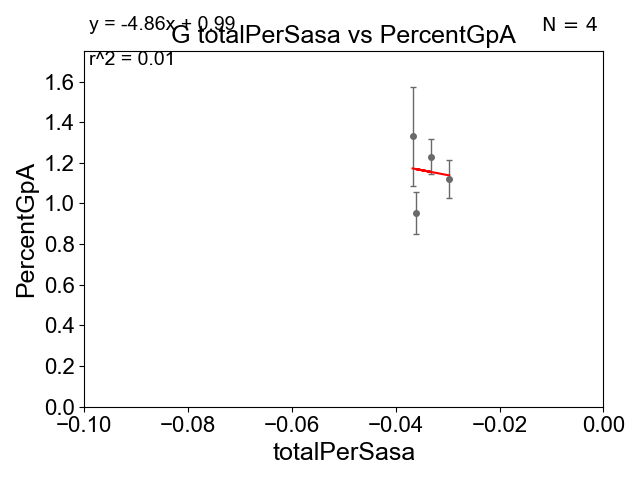 y = -4.86x + 0.99
N = 4
G totalPerSasa vs PercentGpA
r^2 = 0.01
PercentGpA
1.6
1.4
1.2
1.0
0.8
0.6
0.4
0.2
0.0
−0.10
−0.08
−0.06
−0.04
−0.02
0.00
totalPerSasa